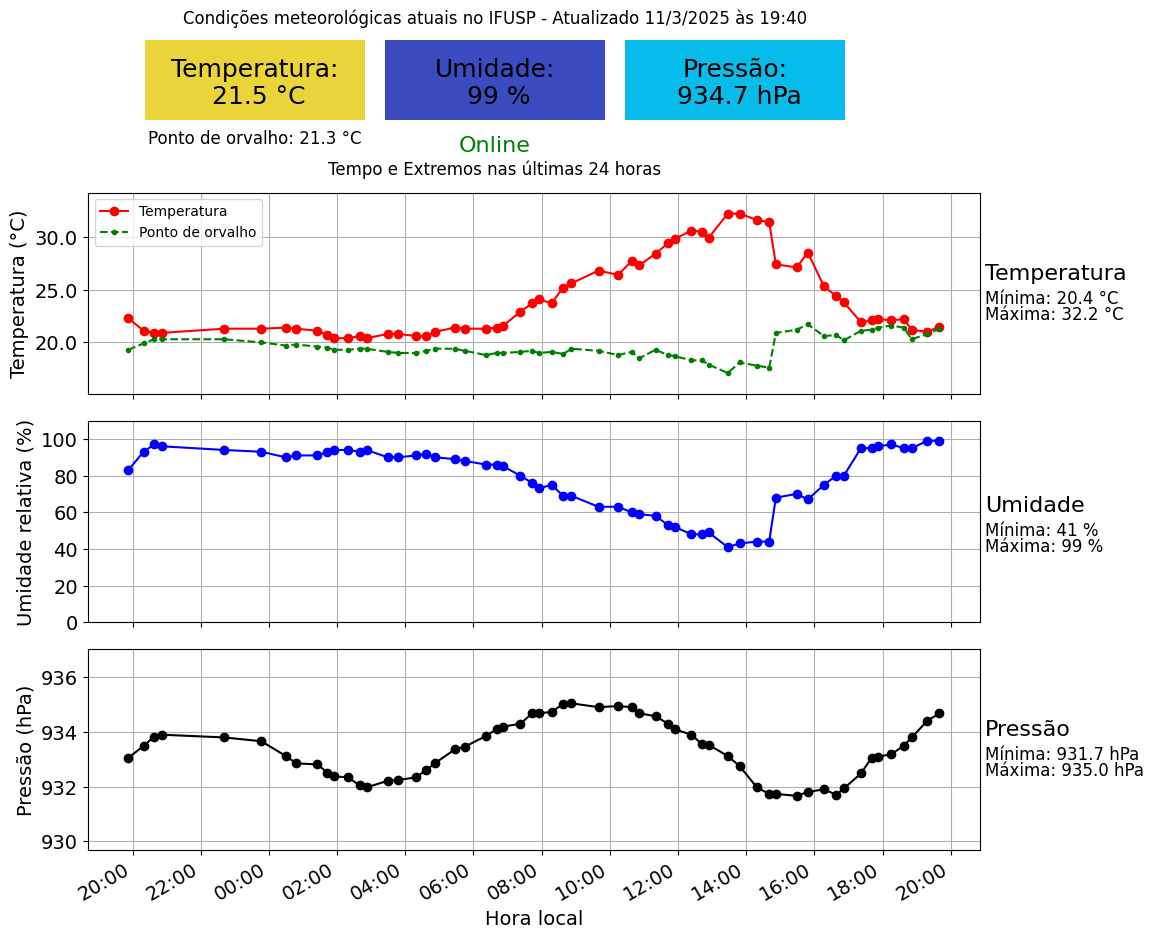 Condições meteorológicas atuais no IFUSP - Atualizado 11/3/2025 às 19:40
Temperatura:
21.5 °C
Umidade:
99 %
Pressão:
934.7 hPa
Ponto de orvalho: 21.3 °C
Online
Tempo e Extremos nas últimas 24 horas
Temperatura (°C)
30.0
25.0
20.0
Temperatura
Ponto de orvalho
Temperatura
Mínima: 20.4 °C
Máxima: 32.2 °C
Umidade relativa (%)
100
80
60
40
20
0
Umidade
Mínima: 41 %
Máxima: 99 %
Pressão (hPa)
936
934
932
930
Pressão
Mínima: 931.7 hPa
Máxima: 935.0 hPa
20:00 22:00 00:00 02:00 04:00 06:00 08:00 10:00 12:00 14:00 16:00 18:00 20:00
Hora local